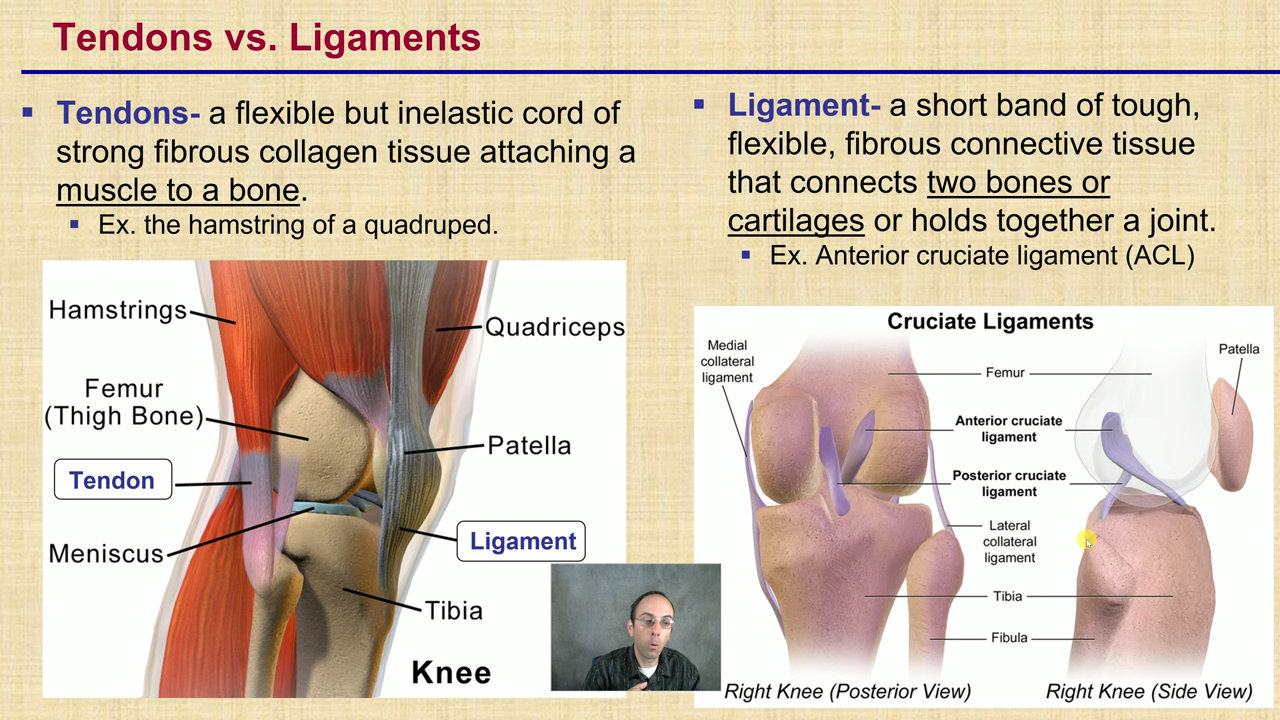 Tendons vs. Ligaments
▪ Tendons- a flexible but inelastic cord of
strong fibrous collagen tissue attaching a
muscle to a bone.
▪ Ex. the hamstring of a quadruped.
Hamstrings
Quadriceps
Femur
(Thigh Bone)
Patella
Tendon
Ligament
Meniscus
Tibia
Knee
▪ Ligament- a short band of tough,
flexible, fibrous connective tissue
that connects two bones or
cartilages or holds together a joint.
▪ Ex. Anterior cruciate ligament (ACL)
Cruciate Ligaments
Medial
collateral
ligament
Patella
Femur
Anterior cruciate
ligament
Posterior cruciate
ligament
Lateral
collateral
ligament
Tibia
Fibula
Right Knee (Posterior View)
Right Knee (Side View)